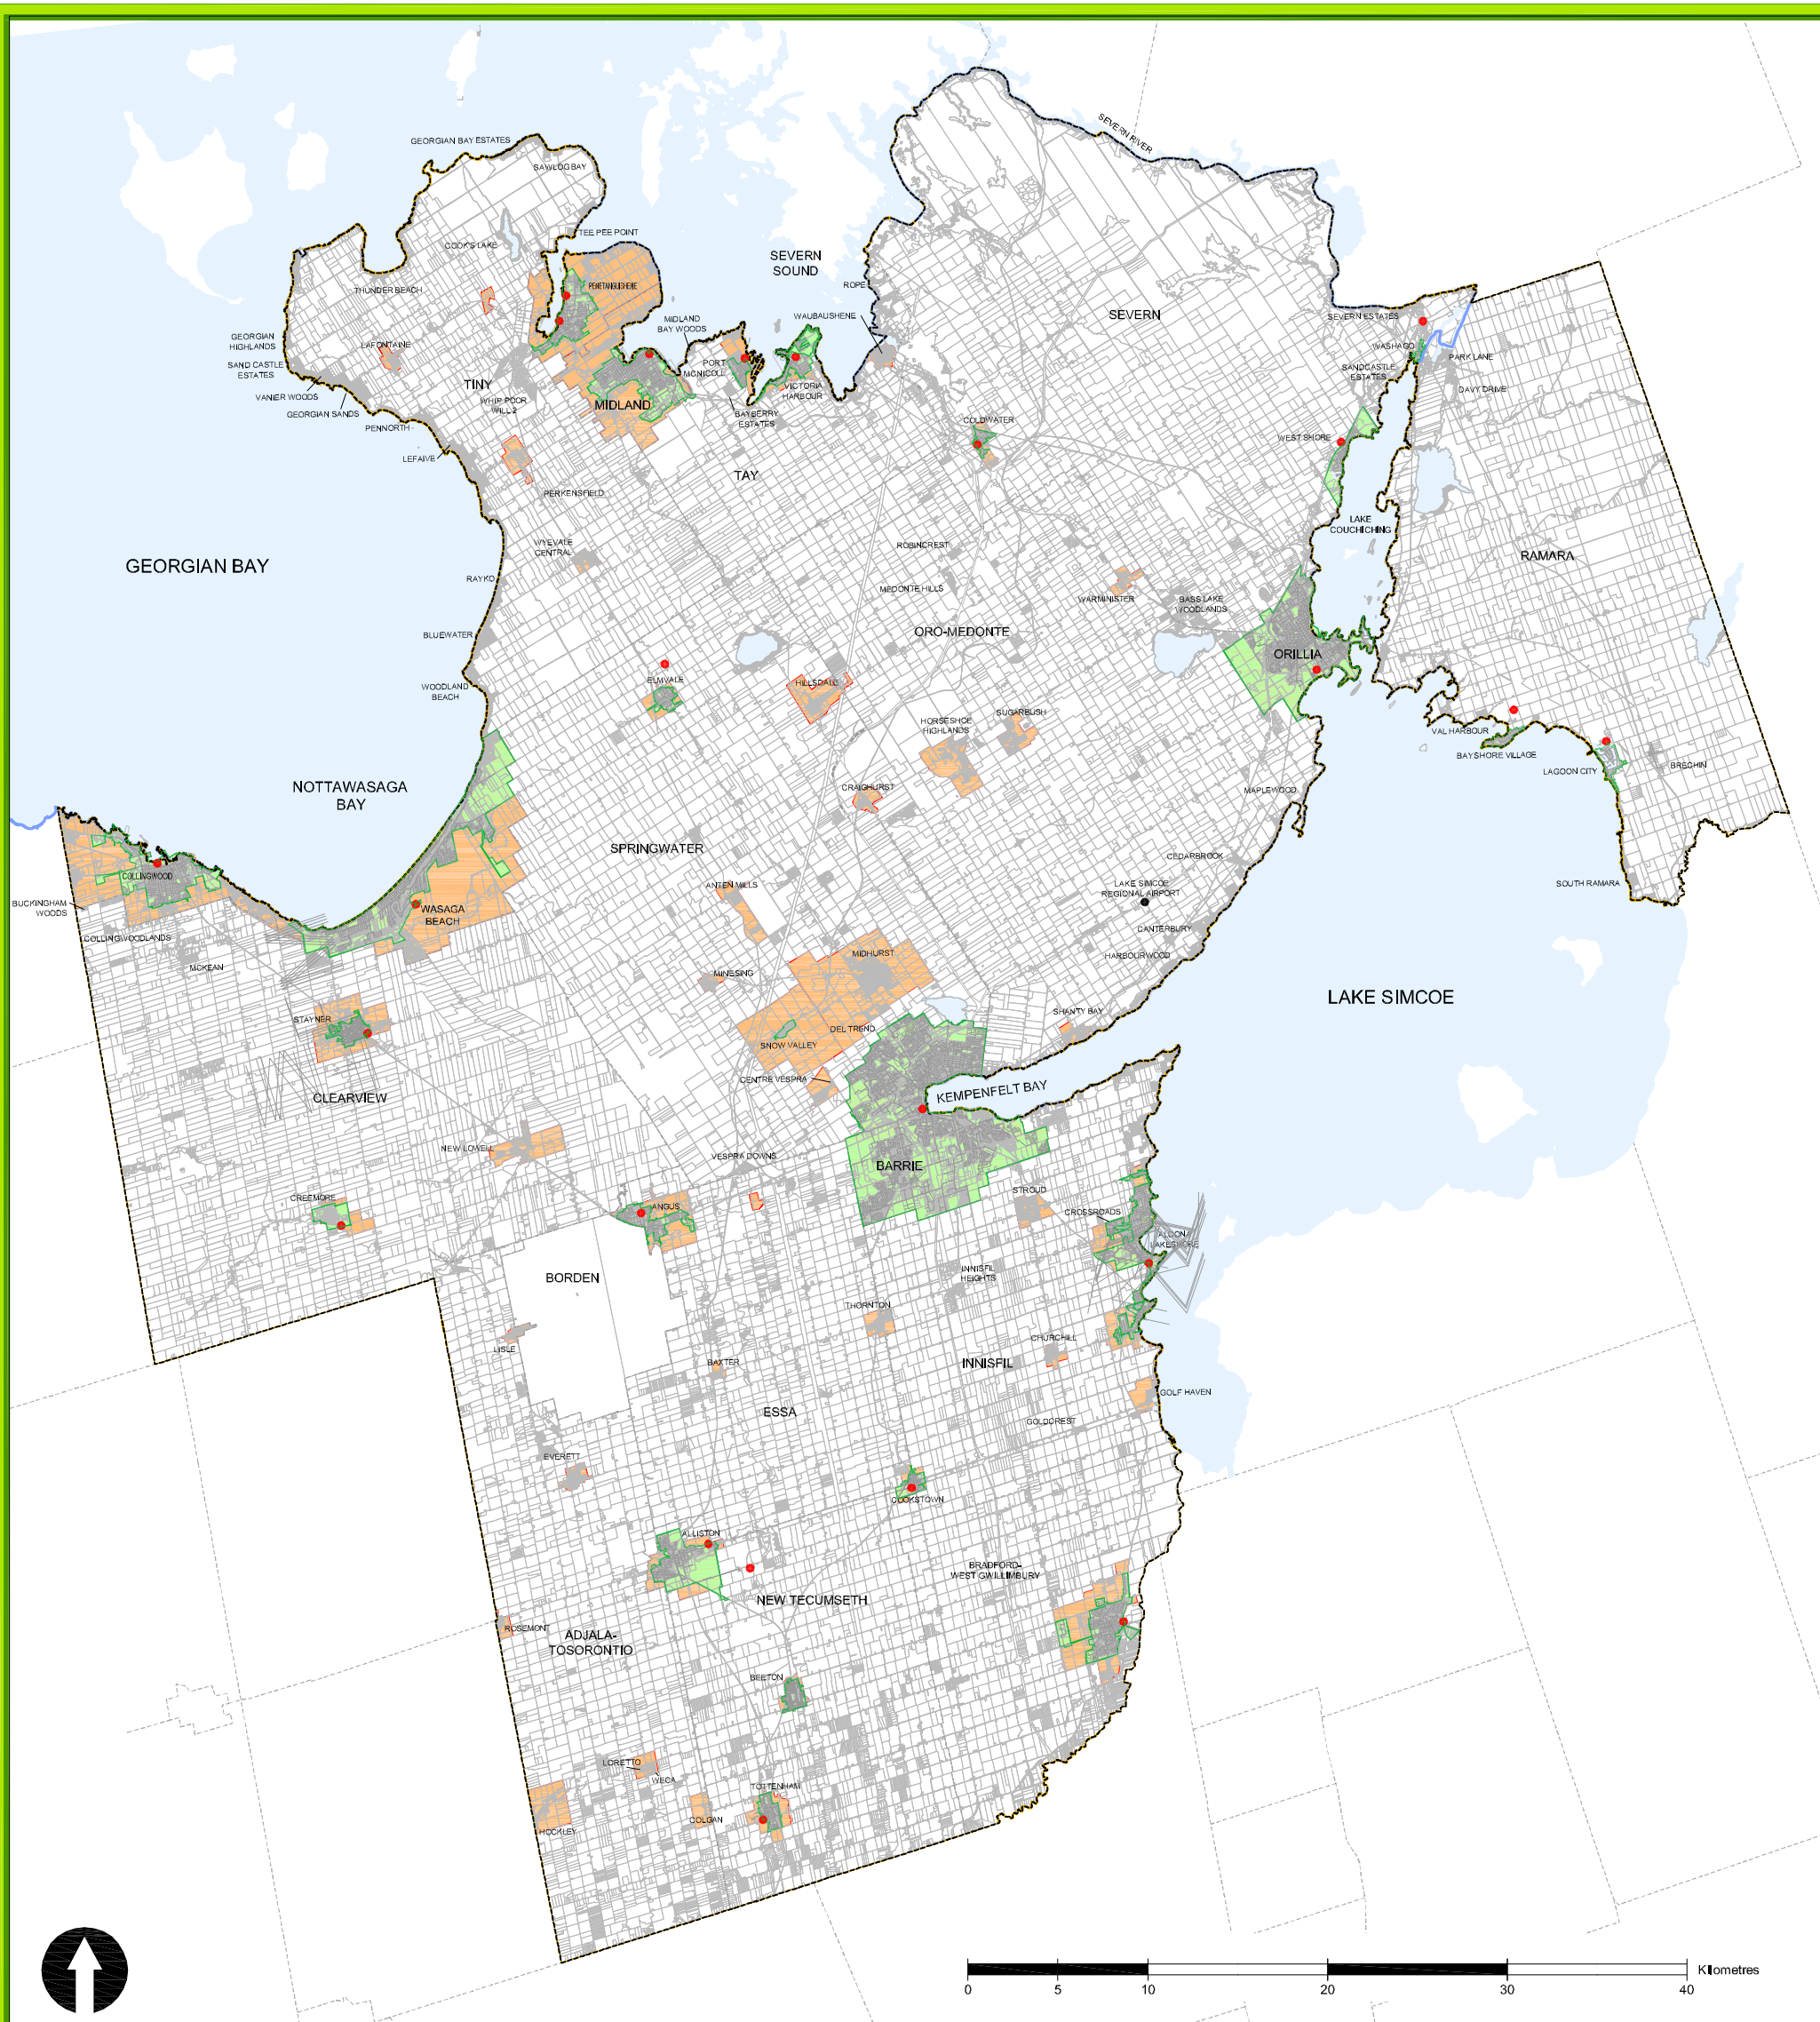 SEVERN RIVER
GEORGIAN BAY ESTATES
SAWLOG BAY
TEE PEE POINT
COOK'S LAKE
SEVERN
SOUND
THUNDER BEACH
PENETANGUISHENE
ROPE
SEVERN
MIDLAND
BAY WOODS
WAUBAUSHENE
SEVERN ESTATES
GEORGIAN
HIGHLANDS
LAFONTAINE
WASHAGO
PARK LANE
SAND CASTLE
ESTATES
TINY
PORT
MCNICOLL
VICTORIA
HARBOUR
SANDCASTLE
ESTATES
DAVY DRIVE
VANIER WOODS
WHIP POOR
WILL 2
MIDLAND
GEORGIAN SANDS
BAYBERRY
ESTATES
PENNORTH
COLDWATER
WEST SHORE
LEFAIVE
TAY
PERKENSFIELD
LAKE
COUCHICHING
WYEVALE
CENTRAL
ROBINCREST
RAMARA
GEORGIAN BAY
RAYKO
MEDONTE HILLS
WARMINISTER
BASS LAKE
WOODLANDS
BLUEWATER
ORO-MEDONTE
ORILLIA
WOODLAND
BEACH
ELMVALE
HILLSDALE
SUGARBUSH
HORSESHOE
HIGHLANDS
VAL HARBOUR
BAYSHORE VILLAGE
LAGOON CITY
BRECHIN
NOTTAWASAGA
BAY
CRAIGHURST
MAPLEWOOD
SPRINGWATER
CEDARBROOK
COLLINGWOOD
ANTEN MILLS
LAKE SIMCOE
REGIONAL AIRPORT
SOUTH RAMARA
BUCKINGHAM
WOODS
WASAGA
BEACH
COLLINGWOODLANDS
CANTERBURY
MCKEAN
MIDHURST
HARBOURWOOD
MINESING
LAKE SIMCOE
STAYNER
DEL TREND
SHANTY BAY
SNOW VALLEY
CENTRE VESPRA
KEMPENFELT BAY
CLEARVIEW
NEW LOWELL
VESPRA DOWNS
BARRIE
CREEMORE
ANGUS
STROUD
CROSSROADS
ALCON
LAKESHORE
BORDEN
INNISFIL
HEIGHTS
THORNTON
LISLE
CHURCHILL
BAXTER
INNISFIL
GOLF HAVEN
ESSA
GOLDCREST
EVERETT
COOKSTOWN
ALLISTON
BRADFORD-
WEST GWILLIMBURY
NEW TECUMSETH
ROSEMONT
ADJALA-
TOSORONTIO
BEETON
LORETTO
WECA
TOTTENHAM
COLGAN
HOCKLEY
Kilometres
0 5 10 20 30 40